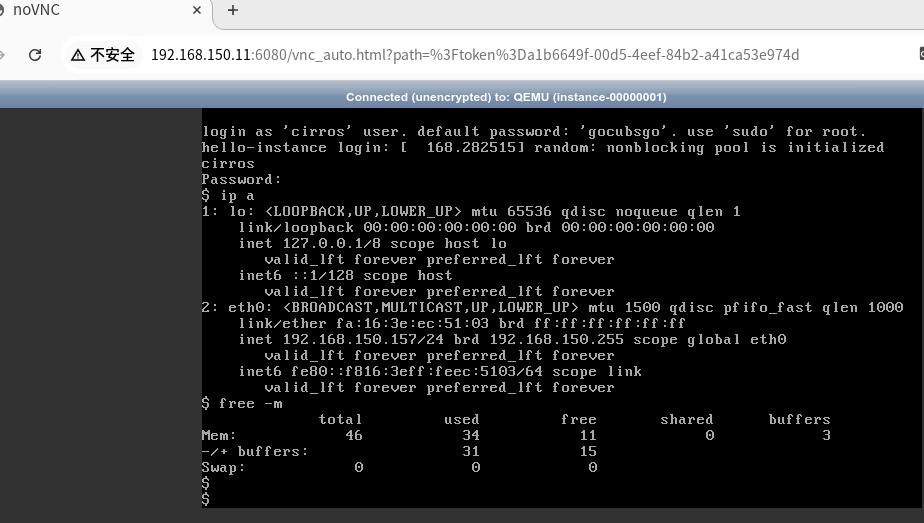 noVNC × +
不安全 192.168.150.11:6080/vnc_auto.html?path=%3Ftoken%3Da1b6649f-00d5-4eef-84b2-a41ca53e974d
Connected (unencrypted) to: QEMU (instance-00000001)
login as 'cirros' user. default password: 'gocubsgo'. use 'sudo' for root.
hello-instance login: [  168.282515] random: nonblocking pool is initialized
cirros
Password:
$ ip a
1: lo: <LOOPBACK,UP,LOWER_UP> mtu 65536 qdisc noqueue qlen 1
    link/loopback 00:00:00:00:00:00 brd 00:00:00:00:00:00
    inet 127.0.0.1/8 scope host lo
       valid_lft forever preferred_lft forever
    inet6 ::1/128 scope host
       valid_lft forever preferred_lft forever
2: eth0: <BROADCAST,MULTICAST,UP,LOWER_UP> mtu 1500 qdisc pfifo_fast qlen 1000
    link/ether fa:16:3e:ec:51:03 brd ff:ff:ff:ff:ff:ff
    inet 192.168.150.157/24 brd 192.168.150.255 scope global eth0
       valid_lft forever preferred_lft forever
    inet6 fe80::f816:3eff:feec:5103/64 scope link
       valid_lft forever preferred_lft forever
$ free -m
             total         used         free       shared      buffers
Mem:            46           34           11            0            3
-/+ buffers:                 31           15
Swap:            0            0            0
$
$